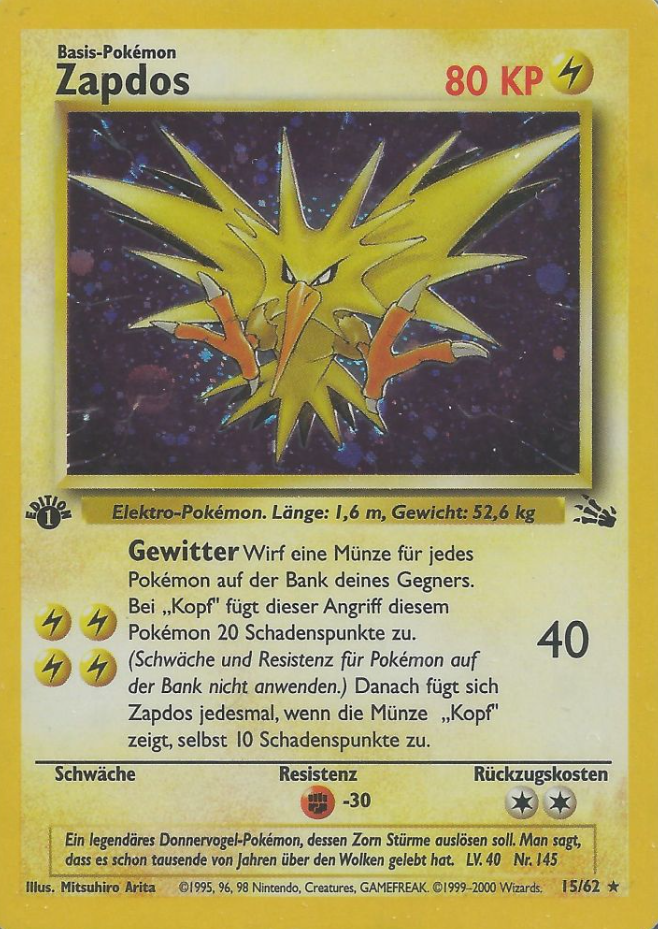 Basis-Pokémon
Zapdos
80 KP
EDITION
1
Elektro-Pokémon. Länge: 1,6 m, Gewicht: 52,6 kg
Gewitter Wirf eine Münze für jedes
Pokémon auf der Bank deines Gegners.
Bei „Kopf" fügt dieser Angriff diesem
Pokémon 20 Schadenspunkte zu.
(Schwäche und Resistenz für Pokémon auf
der Bank nicht anwenden.) Danach fügt sich
Zapdos jedesmal, wenn die Münze „Kopf"
zeigt, selbst 10 Schadenspunkte zu.
40
Schwäche Resistenz Rückzugskosten
-30
Ein legendäres Donnervogel-Pokémon, dessen Zorn Stürme auslösen soll. Man sagt,
dass es schon tausende von Jahren über den Wolken gelebt hat. LV. 40 Nr. 145
Illus. Mitsuhiro Arita ©1995, 96, 98 Nintendo, Creatures, GAMEFREAK. ©1999-2000 Wizards. 15/62 ★